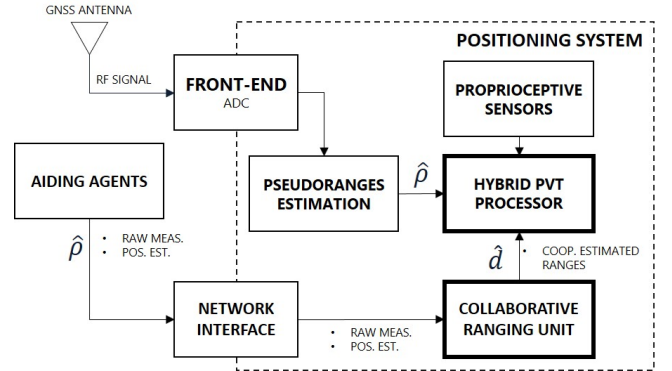 GNSS ANTENNA
POSITIONING SYSTEM
RF SIGNAL
FRONT-END
ADC
PROPRIOCEPTIVE
SENSORS
AIDING AGENTS
PSEUDORANGES
ESTIMATION
ρ̂
HYBRID PVT
PROCESSOR
ρ̂
• RAW MEAS.
• POS. EST.
d̂
• COOP. ESTIMATED
RANGES
NETWORK
INTERFACE
COLLABORATIVE
RANGING UNIT
• RAW MEAS.
• POS. EST.